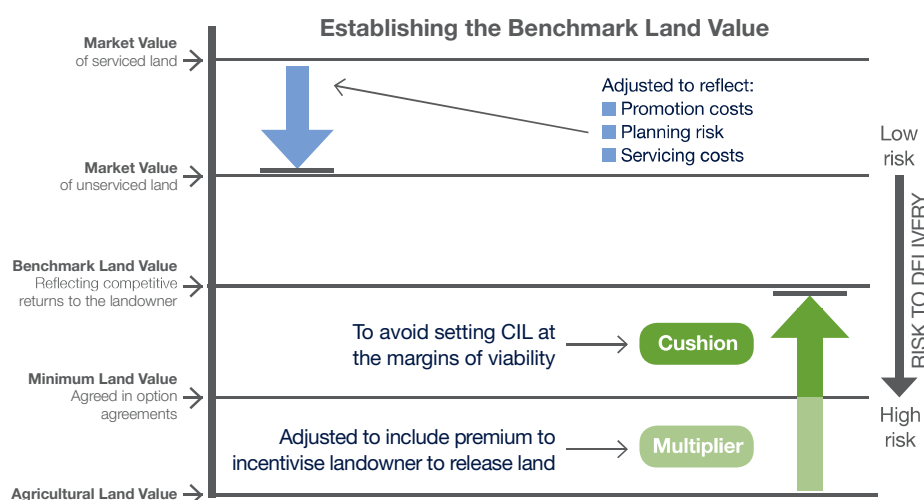 Establishing the Benchmark Land Value
Market Value
of serviced land
Adjusted to reflect:
Promotion costs
Planning risk
Servicing costs
Low
risk
Market Value
of unserviced land
RISK TO DELIVERY
Benchmark Land Value
Reflecting competitive
returns to the landowner
To avoid setting CIL at
the margins of viability
Cushion
Minimum Land Value
Agreed in option
agreements
High
risk
Adjusted to include premium to
incentivise landowner to release land
Multiplier
Agricultural Land Value